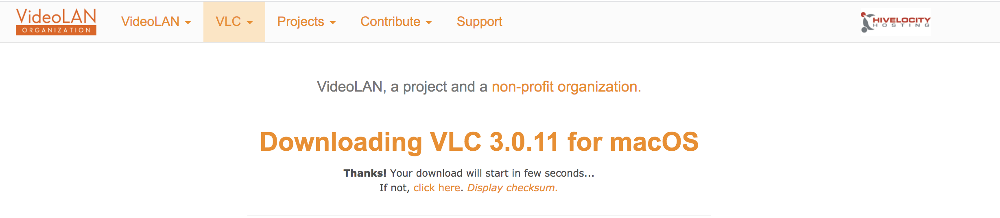 VideoLAN
ORGANIZATION
VideoLAN
VLC
Projects
Contribute
Support
HIVELOCITY
HOSTING
VideoLAN, a project and a non-profit organization.
Downloading VLC 3.0.11 for macOS
Thanks! Your download will start in few seconds...
If not, click here. Display checksum.